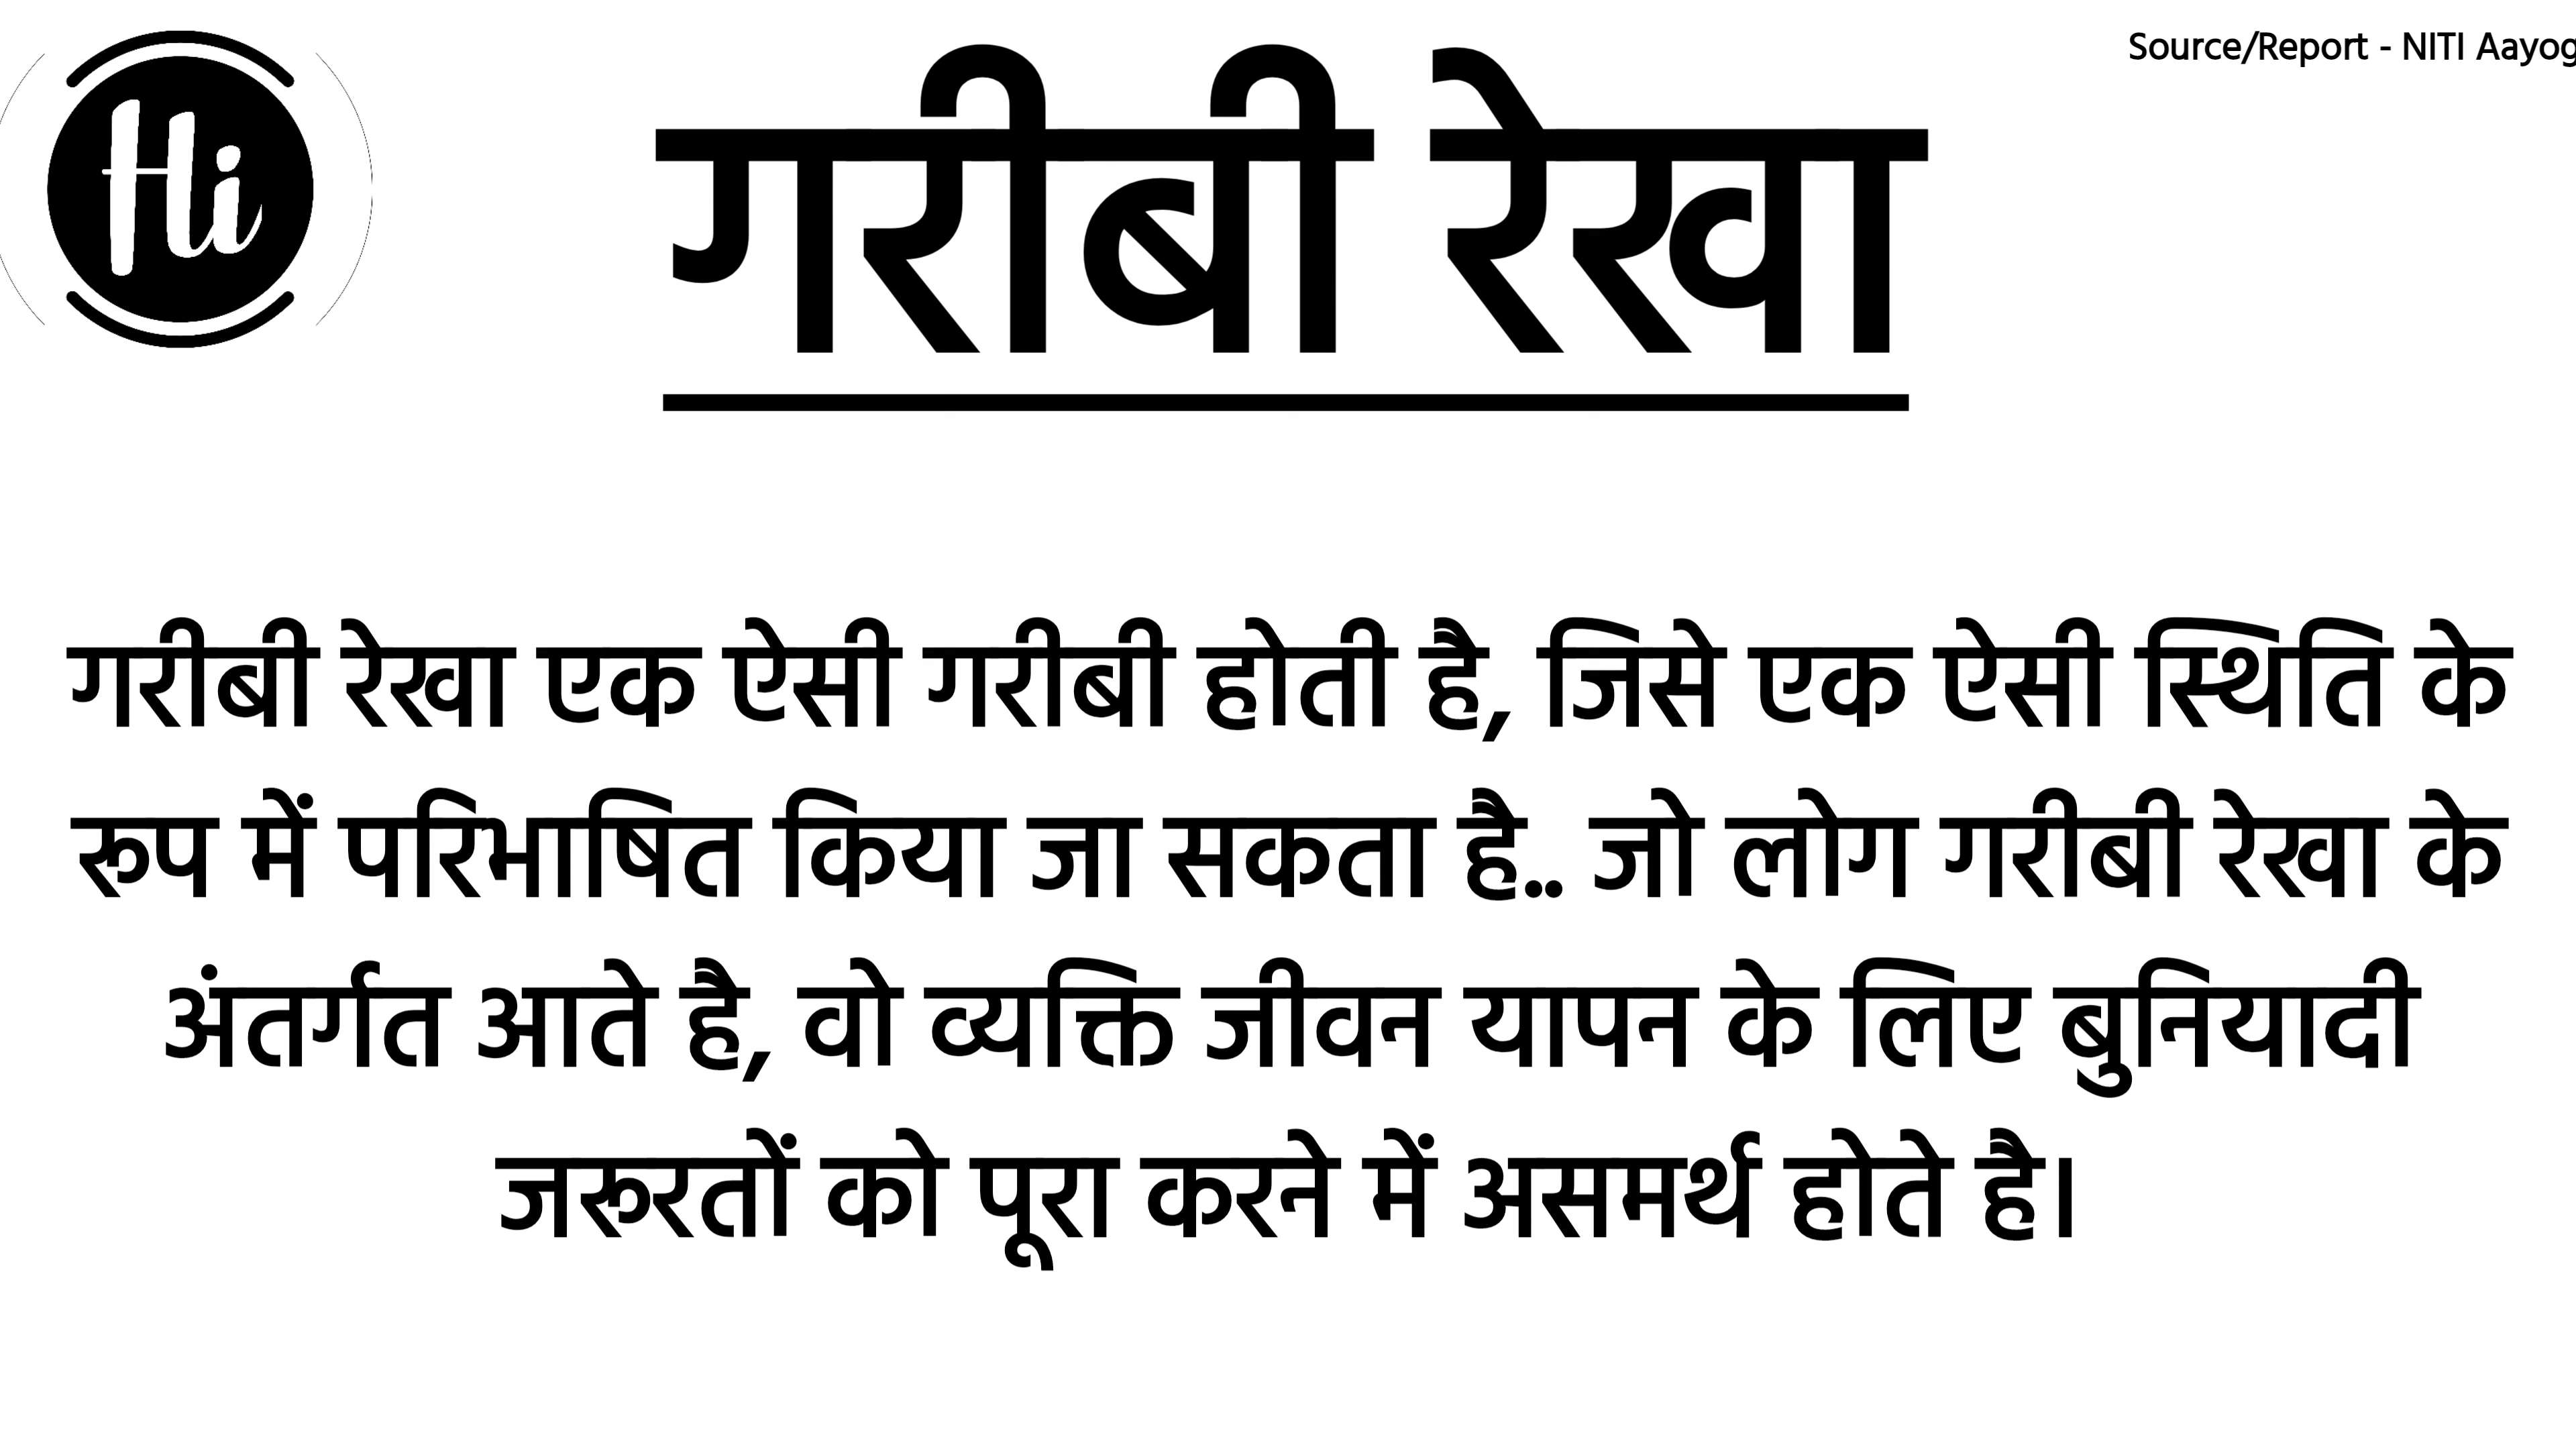 Hi
Source/Report - NITI Aayog
गरीबी रेखा
गरीबी रेखा एक ऐसी गरीबी होती है, जिसे एक ऐसी स्थिति के
रूप में परिभाषित किया जा सकता है.. जो लोग गरीबी रेखा के
अंतर्गत आते है, वो व्यक्ति जीवन यापन के लिए बुनियादी
जरूरतों को पूरा करने में असमर्थ होते है।